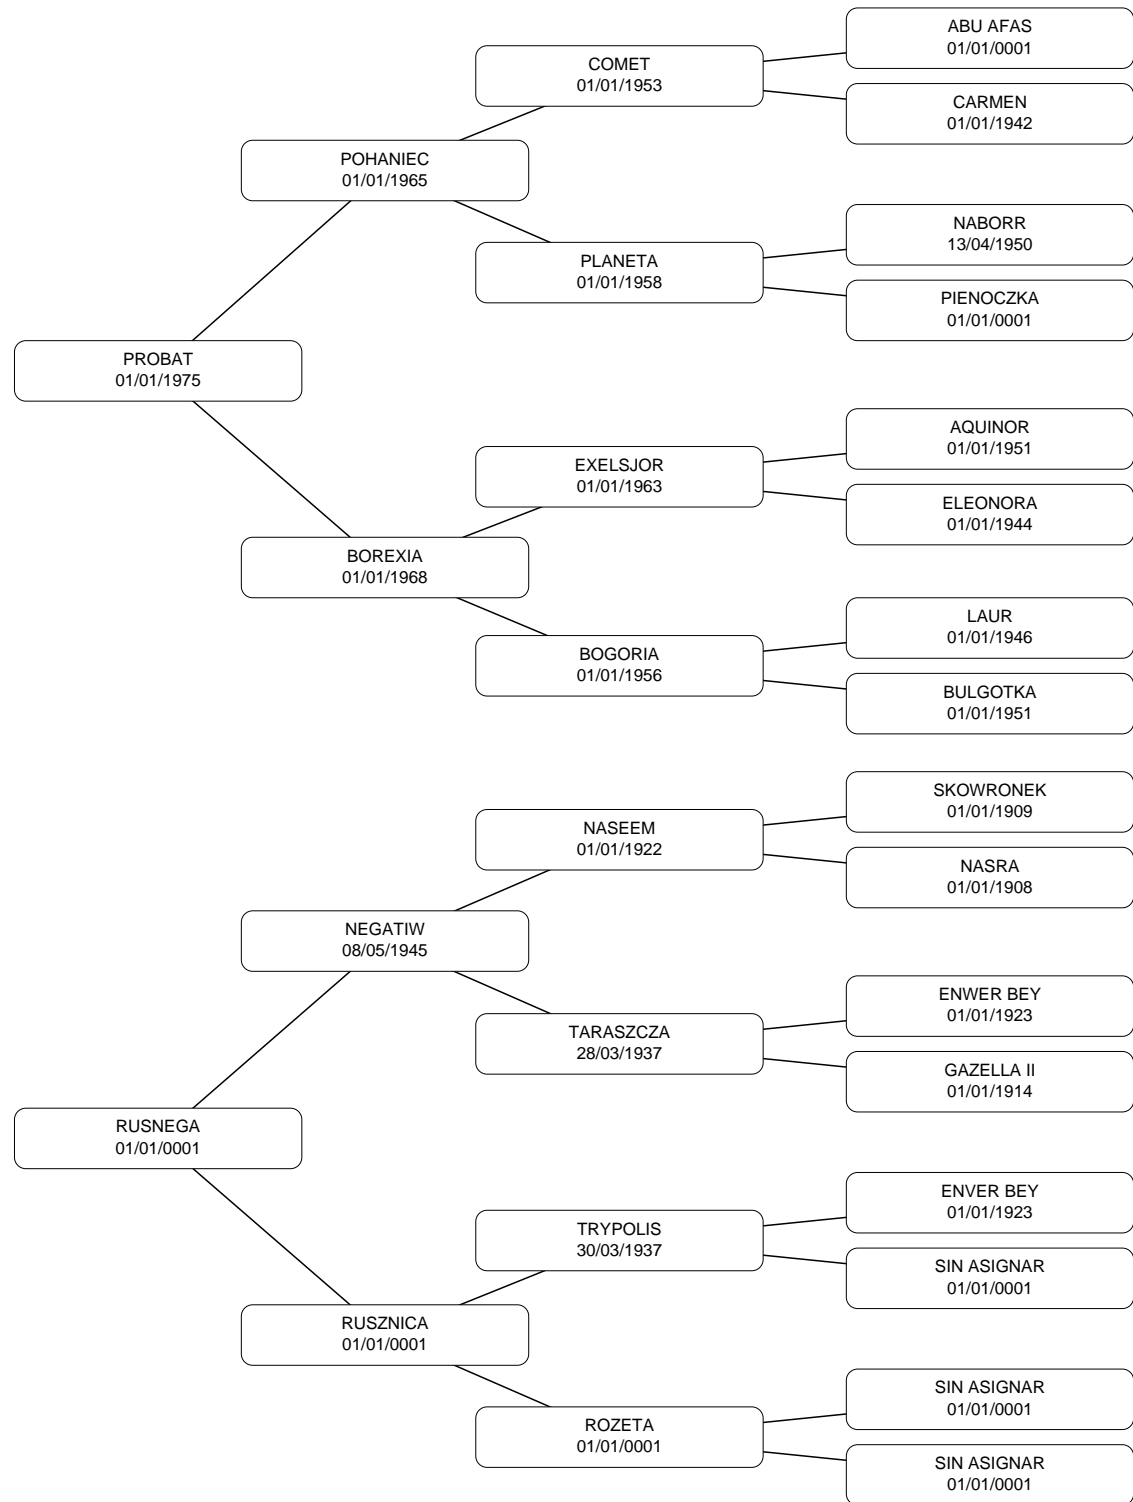 ABU AFAS
01/01/0001
COMET
01/01/1953
CARMEN
01/01/1942
POHANIEC
01/01/1965
NABORR
13/04/1950
PLANETA
01/01/1958
PIENOCZKA
01/01/0001
PROBAT
01/01/1975
AQUINOR
01/01/1951
EXELSJOR
01/01/1963
ELEONORA
01/01/1944
BOREXIA
01/01/1968
LAUR
01/01/1946
BOGORIA
01/01/1956
BULGOTKA
01/01/1951
SKOWRONEK
01/01/1909
NASEEM
01/01/1922
NASRA
01/01/1908
NEGATIW
08/05/1945
ENWER BEY
01/01/1923
TARASZCZA
28/03/1937
GAZELLA II
01/01/1914
RUSNEGA
01/01/0001
ENVER BEY
01/01/1923
TRYPOLIS
30/03/1937
SIN ASIGNAR
01/01/0001
RUSZNICA
01/01/0001
SIN ASIGNAR
01/01/0001
ROZETA
01/01/0001
SIN ASIGNAR
01/01/0001